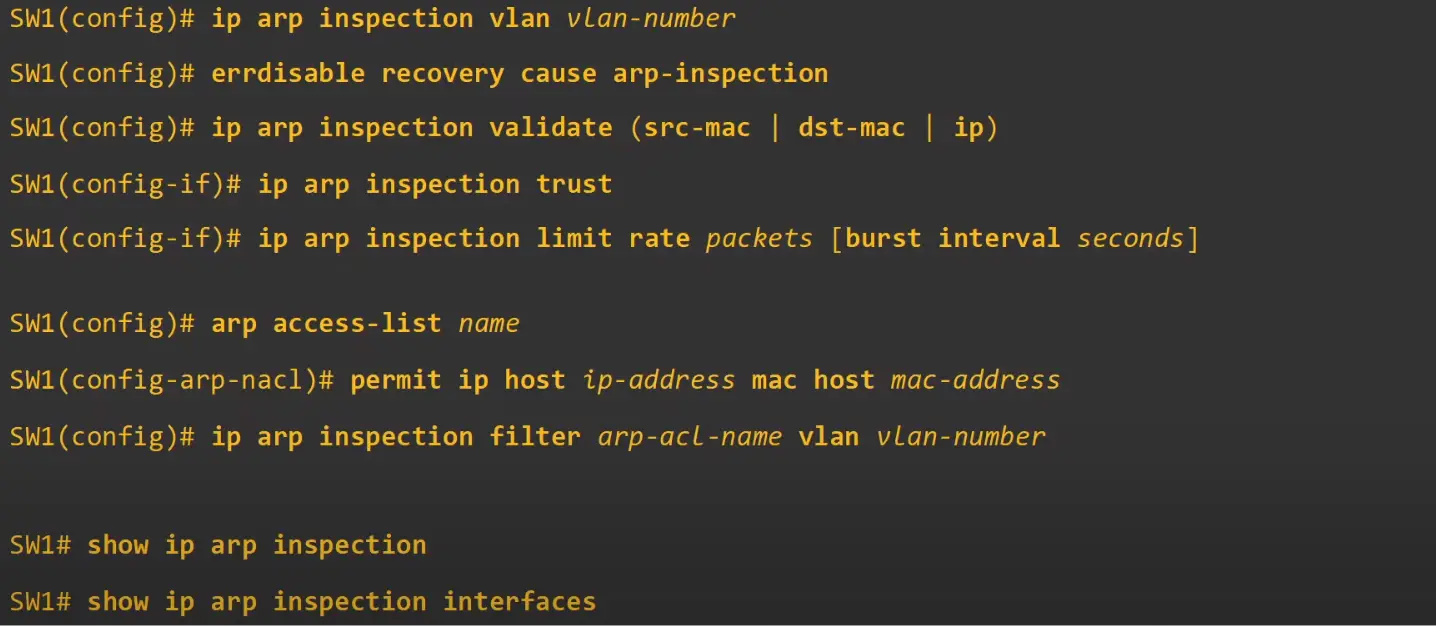 SW1(config)# ip arp inspection vlan vlan-number
SW1(config)# errdisable recovery cause arp-inspection
SW1(config)# ip arp inspection validate (src-mac | dst-mac | ip)
SW1(config-if)# ip arp inspection trust
SW1(config-if)# ip arp inspection limit rate packets [burst interval seconds]
SW1(config)# arp access-list name
SW1(config-arp-nacl)# permit ip host ip-address mac host mac-address
SW1(config)# ip arp inspection filter arp-acl-name vlan vlan-number
SW1# show ip arp inspection
SW1# show ip arp inspection interfaces